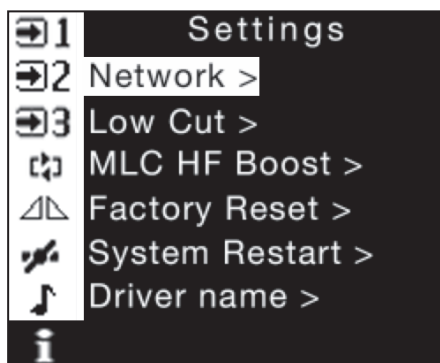 Settings
1
2 Network >
3 Low Cut >
MLC HF Boost >
Factory Reset >
System Restart >
Driver name >
i